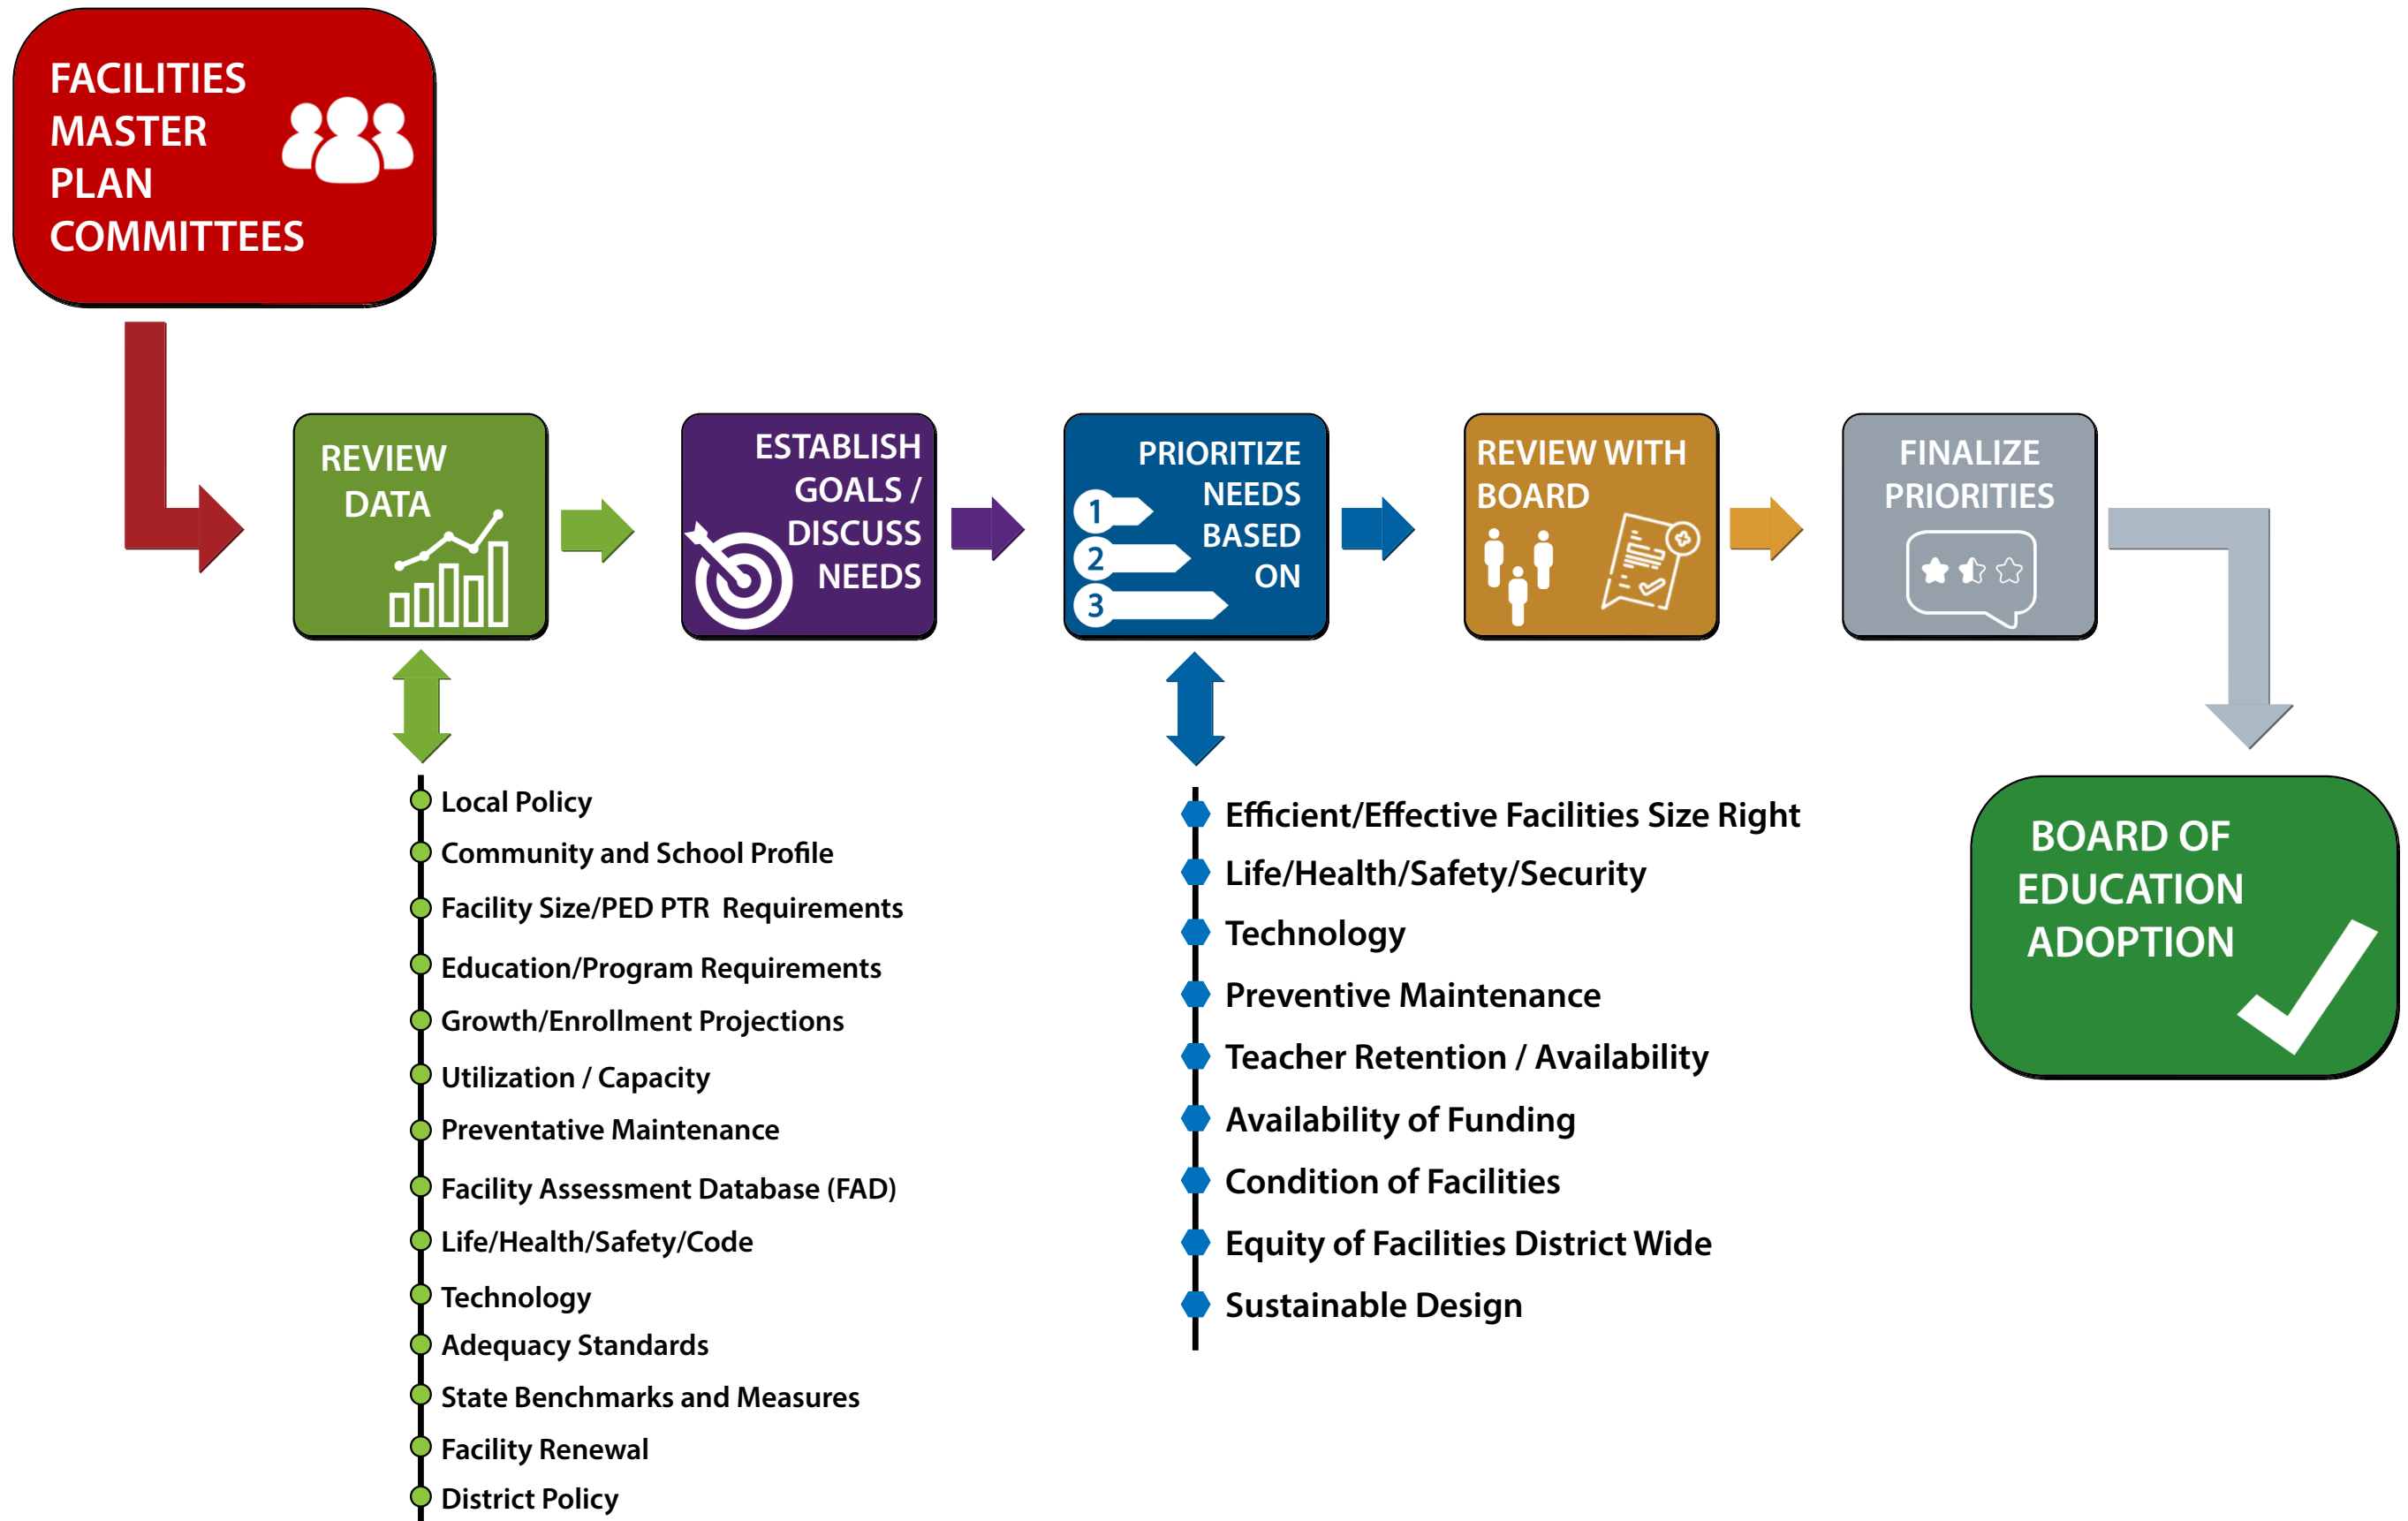 FACILITIES
MASTER
PLAN
COMMITTEES
REVIEW
DATA
ESTABLISH
GOALS /
DISCUSS
NEEDS
PRIORITIZE
NEEDS
BASED
ON
1
2
3
REVIEW WITH
BOARD
FINALIZE
PRIORITIES
Local Policy
Community and School Profile
Facility Size/PED PTR  Requirements
Education/Program Requirements
Growth/Enrollment Projections
Utilization / Capacity
Preventative Maintenance
Facility Assessment Database (FAD)
Life/Health/Safety/Code
Technology
Adequacy Standards
State Benchmarks and Measures
Facility Renewal
District Policy
Efficient/Effective Facilities Size Right
Life/Health/Safety/Security
Technology
Preventive Maintenance
Teacher Retention / Availability
Availability of Funding
Condition of Facilities
Equity of Facilities District Wide
Sustainable Design
BOARD OF
EDUCATION
ADOPTION